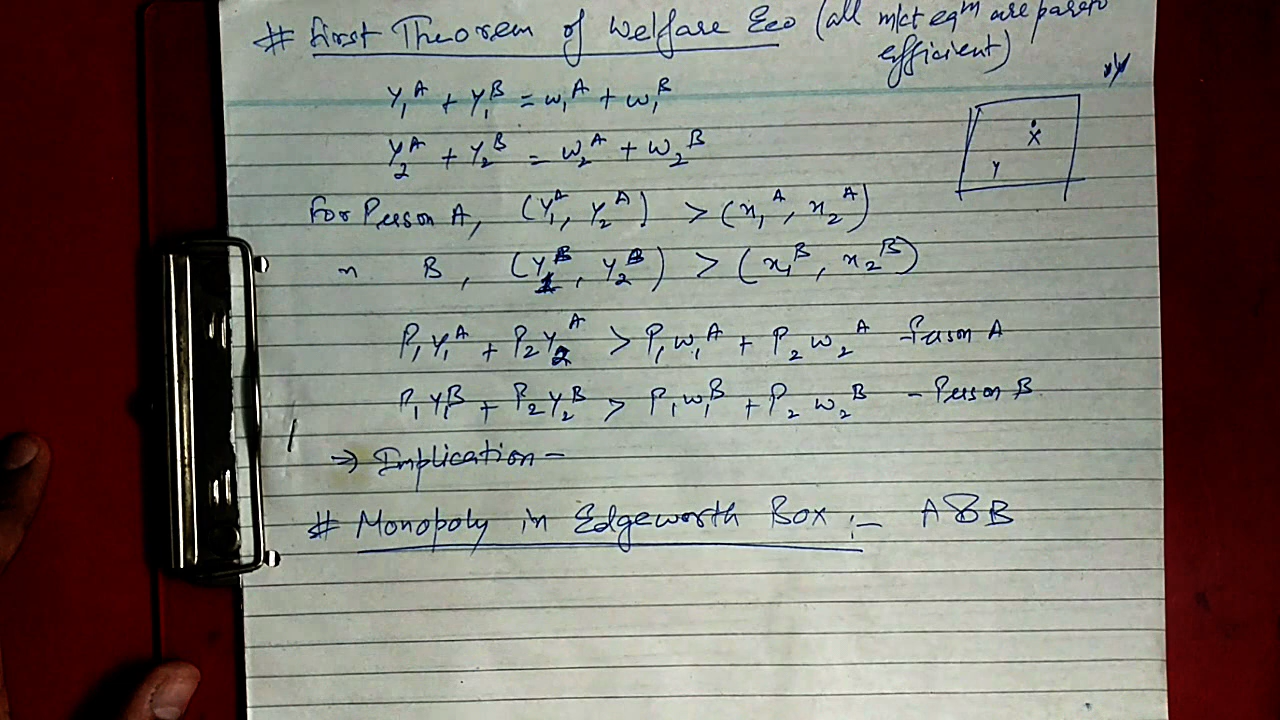 # First Theorem of Welfare Eco (all mkt eqm are pareto
efficient)
Y₁ᴬ + Y₁ᴮ = w₁ᴬ + w₁ᴮ
Y₂ᴬ + Y₂ᴮ = w₂ᴬ + w₂ᴮ
X
Y
For Person A, (Y₁ᴬ, Y₂ᴬ) > (x₁ᴬ, x₂ᴬ)
" B, (Y₁ᴮ, Y₂ᴮ) > (x₁ᴮ, x₂ᴮ)
P₁Y₁ᴬ + P₂Y₂ᴬ > P₁w₁ᴬ + P₂w₂ᴬ - Person A
P₁Y₁ᴮ + P₂Y₂ᴮ > P₁w₁ᴮ + P₂w₂ᴮ - Person B
→ Implication -
# Monopoly in Edgeworth Box :- A & B